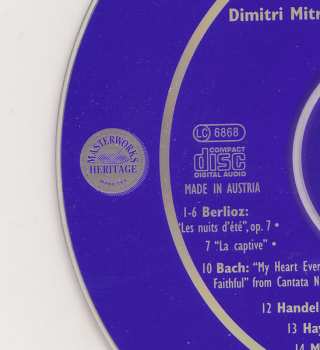 Dimitri Mitr
LC 6868
COMPACT
disc
DIGITAL AUDIO
MADE IN AUSTRIA
MASTERWORKS
HERITAGE
1-6 Berlioz:
"Les nuits d'été", op. 7 •
7 "La captive" •
10 Bach: "My Heart Ever
Faithful" from Cantata N
12 Handel
13 Hay
14 M